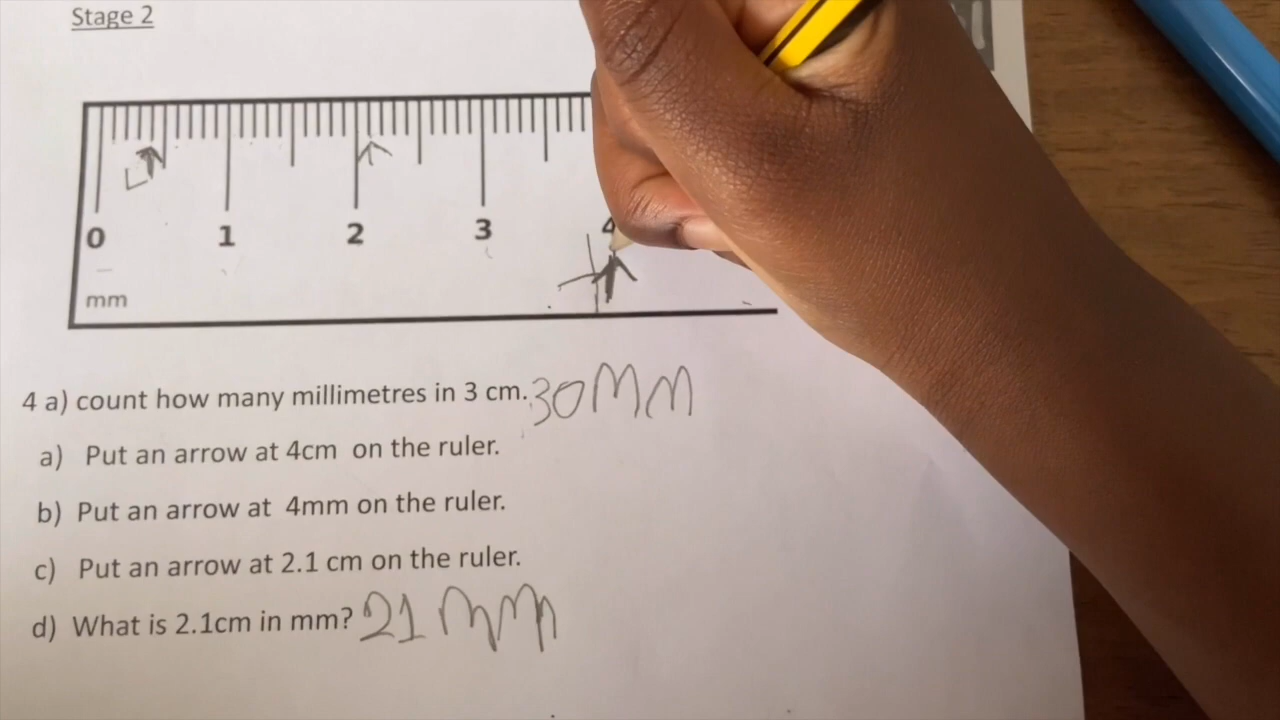 Stage 2
0 1 2 3 4
mm
4 a) count how many millimetres in 3 cm. 30 MM
a) Put an arrow at 4cm on the ruler.
b) Put an arrow at 4mm on the ruler.
c) Put an arrow at 2.1 cm on the ruler.
d) What is 2.1cm in mm? 21 mm